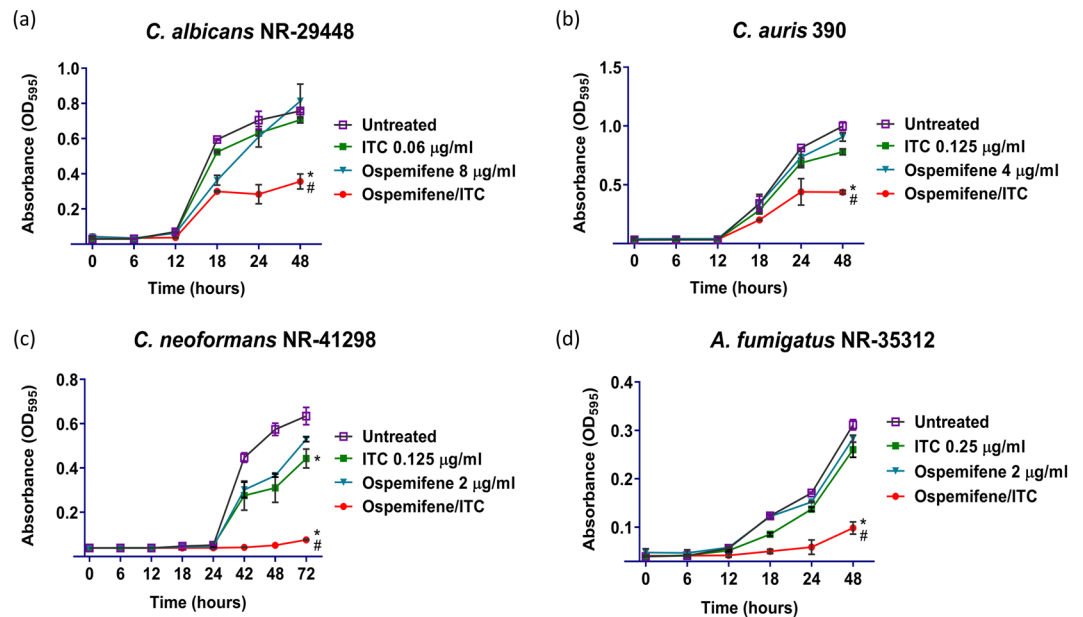 (a)
C. albicans NR-29448
Absorbance (OD595)
1.0
0.8
0.6
0.4
0.2
0 6 12 18 24 48
Time (hours)
Untreated
ITC 0.06 µg/ml
Ospemifene 8 µg/ml
Ospemifene/ITC
*
#
(b)
C. auris 390
Absorbance (OD595)
1.5
1.0
0.5
0 6 12 18 24 48
Time (hours)
Untreated
ITC 0.125 µg/ml
Ospemifene 4 µg/ml
Ospemifene/ITC
*
#
(c)
C. neoformans NR-41298
Absorbance (OD595)
0.8
0.6
0.4
0.2
0 6 12 18 24 42 48 72
Time (hours)
Untreated
ITC 0.125 µg/ml
Ospemifene 2 µg/ml
Ospemifene/ITC
*
*
#
(d)
A. fumigatus NR-35312
Absorbance (OD595)
0.4
0.3
0.2
0.1
0 6 12 18 24 48
Time (hours)
Untreated
ITC 0.25 µg/ml
Ospemifene 2 µg/ml
Ospemifene/ITC
*
#